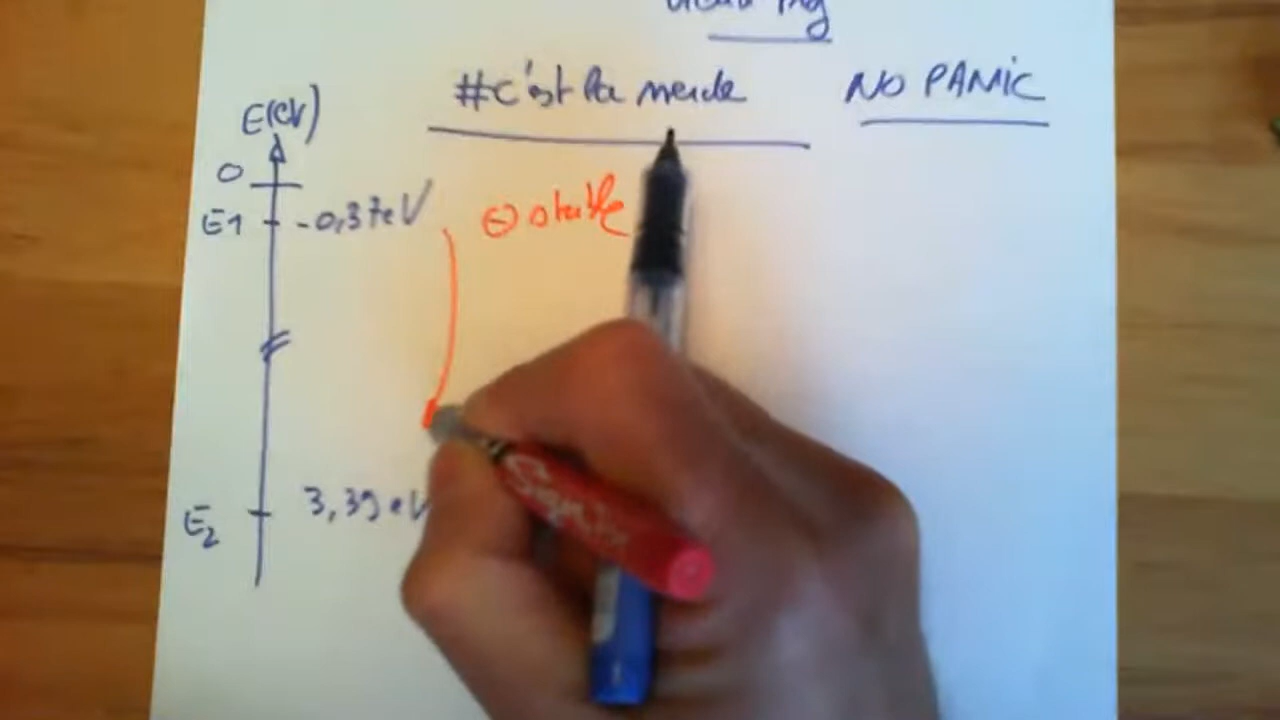 #c'est la merde
NO PANIC
E(eV)
0
E1 -0,37eV
⊖ stable
E2 3,39eV